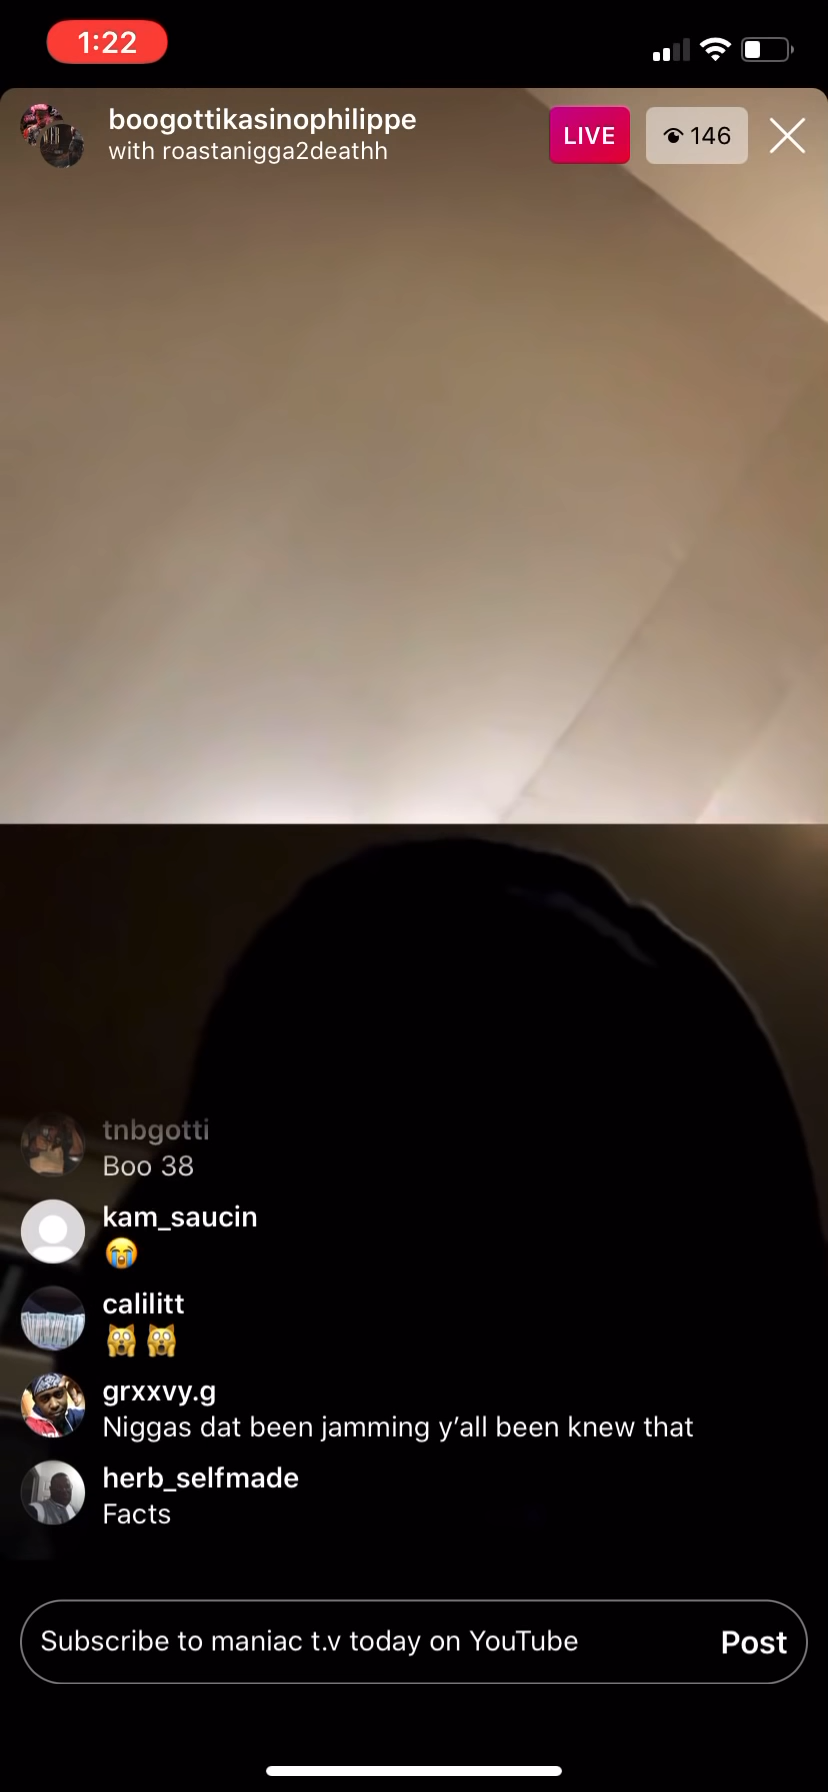 1:22
boogottikasinophilippe
LIVE
146
with roastanigga2deathh
tnbgotti
Boo 38
kam_saucin
😭
calilitt
🙀 🙀
grxxvy.g
Niggas dat been jamming y'all been knew that
herb_selfmade
Facts
Subscribe to maniac t.v today on YouTube
Post